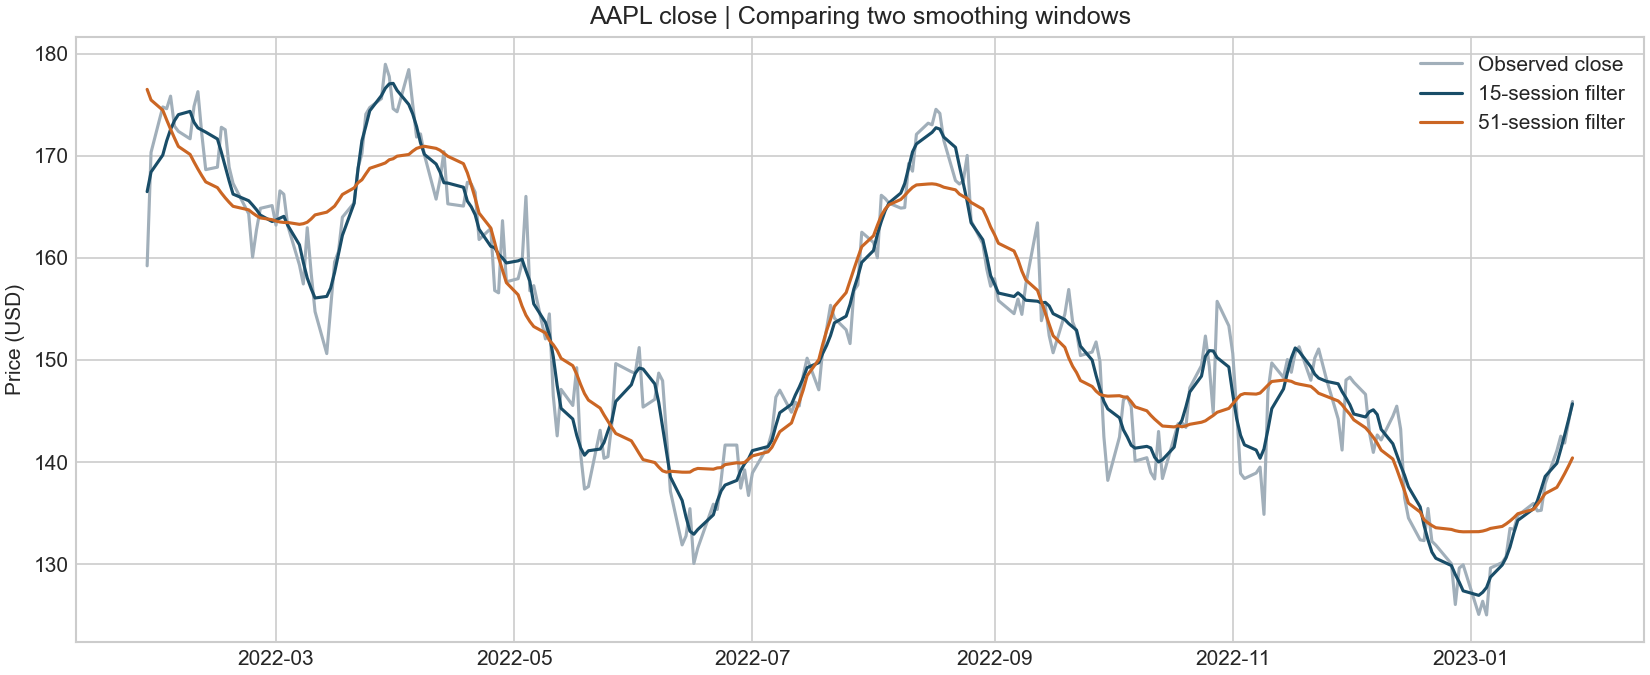 AAPL close | Comparing two smoothing windows
Price (USD)
180
170
160
150
140
130
Observed close
15-session filter
51-session filter
2022-03
2022-05
2022-07
2022-09
2022-11
2023-01